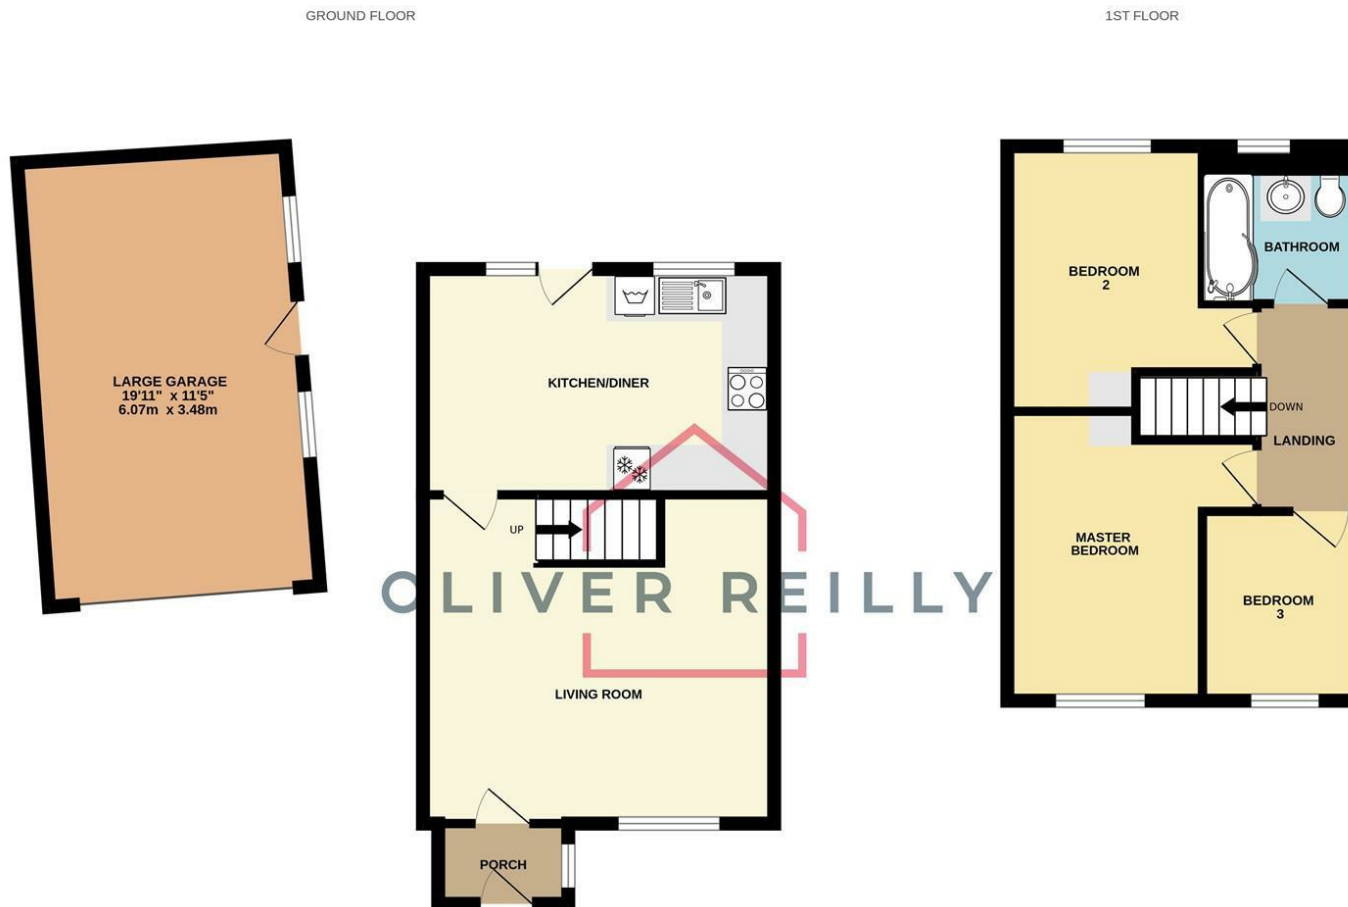 GROUND FLOOR
1ST FLOOR
LARGE GARAGE
19'11" x 11'5"
6.07m x 3.48m
KITCHEN/DINER
UP
LIVING ROOM
PORCH
OLIVER REILLY
BEDROOM
2
BATHROOM
DOWN
LANDING
MASTER
BEDROOM
BEDROOM
3